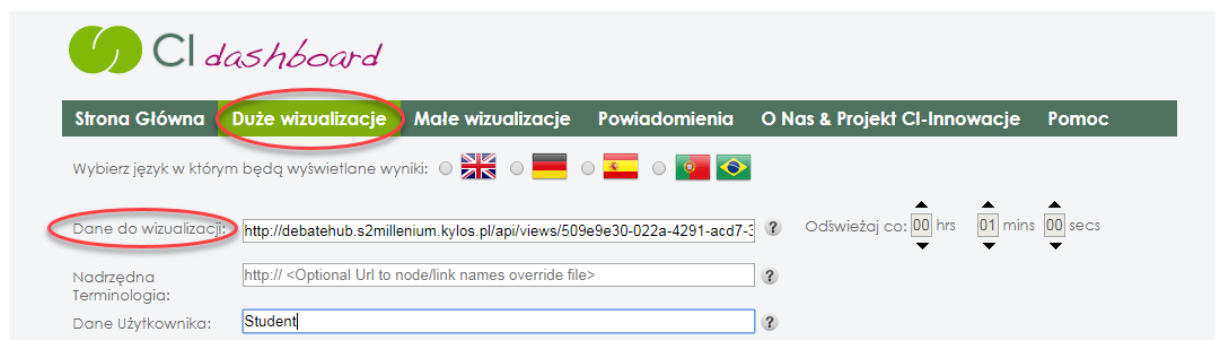 CI dashboard
Strona Główna Duże wizualizacje Małe wizualizacje Powiadomienia O Nas & Projekt CI-Innowacje Pomoc
Wybierz język w którym będą wyświetlane wyniki:
Dane do wizualizacji: http://debatehub.s2millenium.kylos.pl/api/views/509e9e30-022a-4291-acd7-3 ? Odświeżaj co: 00 hrs 01 mins 00 secs
Nadrzędna http:// <Optional Url to node/link names override file> ?
Terminologia:
Dane Użytkownika: Student ?